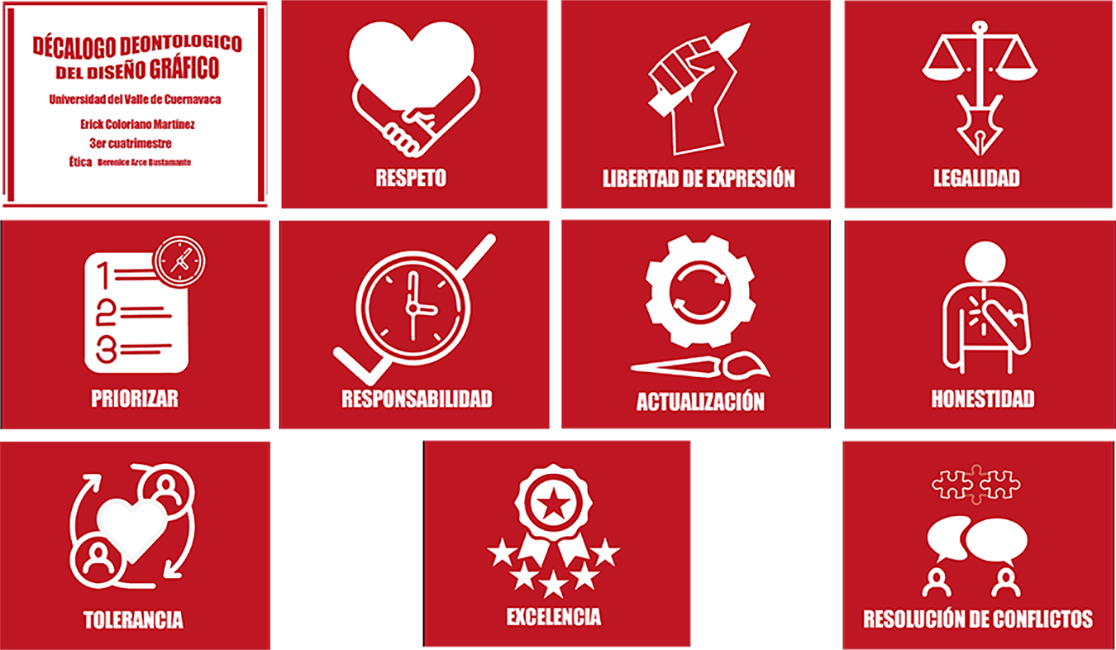 DÉCALOGO DEONTOLOGICO
DEL DISEÑO GRÁFICO
Universidad del Valle de Cuernavaca
Erick Coloriano Martínez
3er cuatrimestre
Ética Berenice Arce Bustamante
RESPETO
LIBERTAD DE EXPRESIÓN
LEGALIDAD
1
2
3
PRIORIZAR
RESPONSABILIDAD
ACTUALIZACIÓN
HONESTIDAD
TOLERANCIA
EXCELENCIA
RESOLUCIÓN DE CONFLICTOS